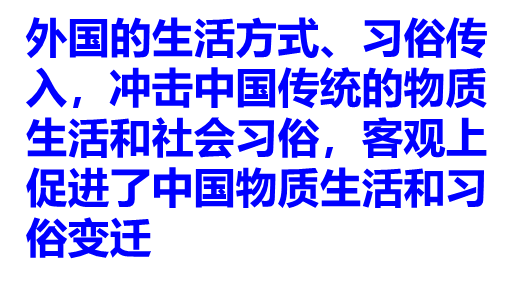 外国的生活方式、习俗传
入，冲击中国传统的物质
生活和社会习俗，客观上
促进了中国物质生活和习
俗变迁